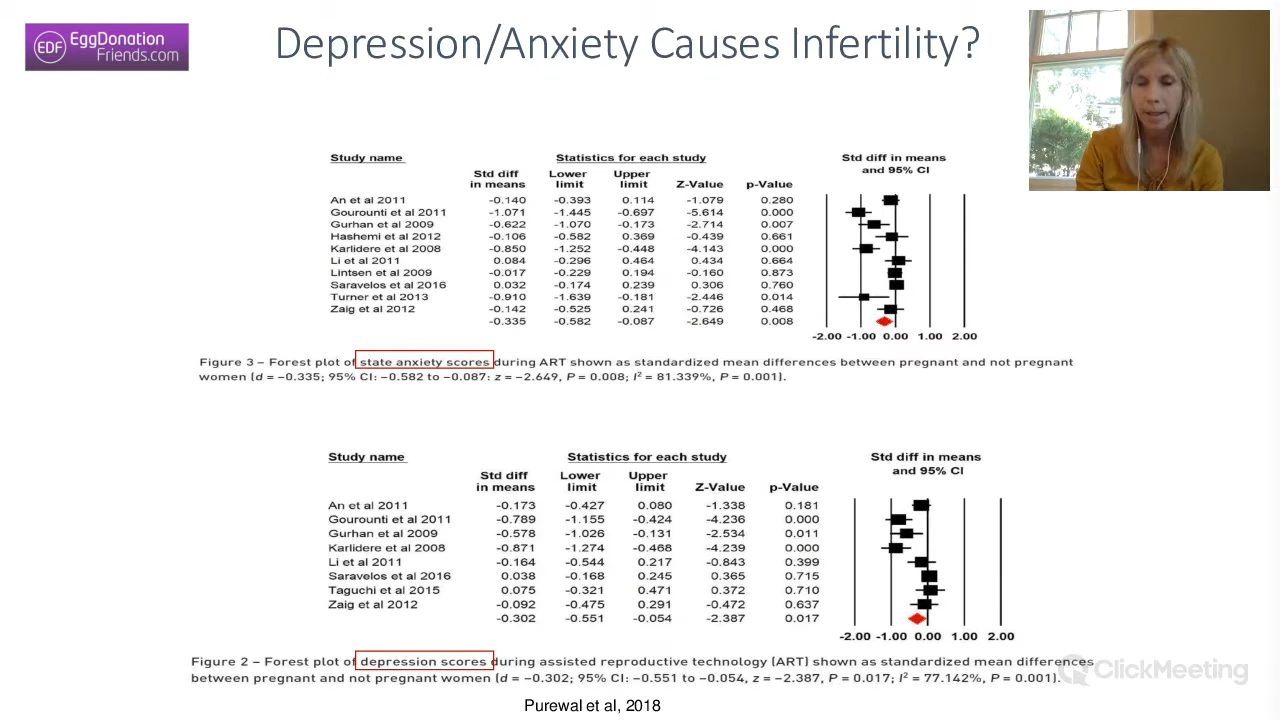 EDF EggDonation
Friends.com
Depression/Anxiety Causes Infertility?
Study name Statistics for each study Std diff in means
and 95% CI
Std diff Lower Upper
in means limit limit Z-Value p-Value
An et al 2011 -0.140 -0.393 0.114 -1.079 0.280
Gourounti et al 2011 -1.071 -1.445 -0.697 -5.614 0.000
Gurhan et al 2009 -0.622 -1.070 -0.173 -2.714 0.007
Hashemi et al 2012 -0.106 -0.582 0.369 -0.439 0.661
Karlidere et al 2008 -0.850 -1.252 -0.448 -4.143 0.000
Li et al 2011 0.084 -0.296 0.464 0.434 0.664
Lintsen et al 2009 -0.017 -0.229 0.194 -0.160 0.873
Saravelos et al 2016 0.032 -0.174 0.239 0.306 0.760
Turner et al 2013 -0.910 -1.639 -0.181 -2.446 0.014
Zaig et al 2012 -0.142 -0.525 0.241 -0.726 0.468
-0.335 -0.582 -0.087 -2.649 0.008
-2.00 -1.00 0.00 1.00 2.00
Figure 3 – Forest plot of state anxiety scores during ART shown as standardized mean differences between pregnant and not pregnant
women (d = −0.335; 95% CI: −0.582 to −0.087: z = −2.649, P = 0.008; I² = 81.339%, P = 0.001).
Study name Statistics for each study Std diff in means
and 95% CI
Std diff Lower Upper
in means limit limit Z-Value p-Value
An et al 2011 -0.173 -0.427 0.080 -1.338 0.181
Gourounti et al 2011 -0.789 -1.155 -0.424 -4.236 0.000
Gurhan et al 2009 -0.578 -1.026 -0.131 -2.534 0.011
Karlidere et al 2008 -0.871 -1.274 -0.468 -4.239 0.000
Li et al 2011 -0.164 -0.544 0.217 -0.843 0.399
Saravelos et al 2016 0.038 -0.168 0.245 0.365 0.715
Taguchi et al 2015 0.075 -0.321 0.471 0.372 0.710
Zaig et al 2012 -0.092 -0.475 0.291 -0.472 0.637
-0.302 -0.551 -0.054 -2.387 0.017
-2.00 -1.00 0.00 1.00 2.00
Figure 2 – Forest plot of depression scores during assisted reproductive technology (ART) shown as standardized mean differences
between pregnant and not pregnant women (d = −0.302; 95% CI: −0.551 to −0.054, z = −2.387, P = 0.017; I² = 77.142%, P = 0.001).
ClickMeeting
Purewal et al, 2018